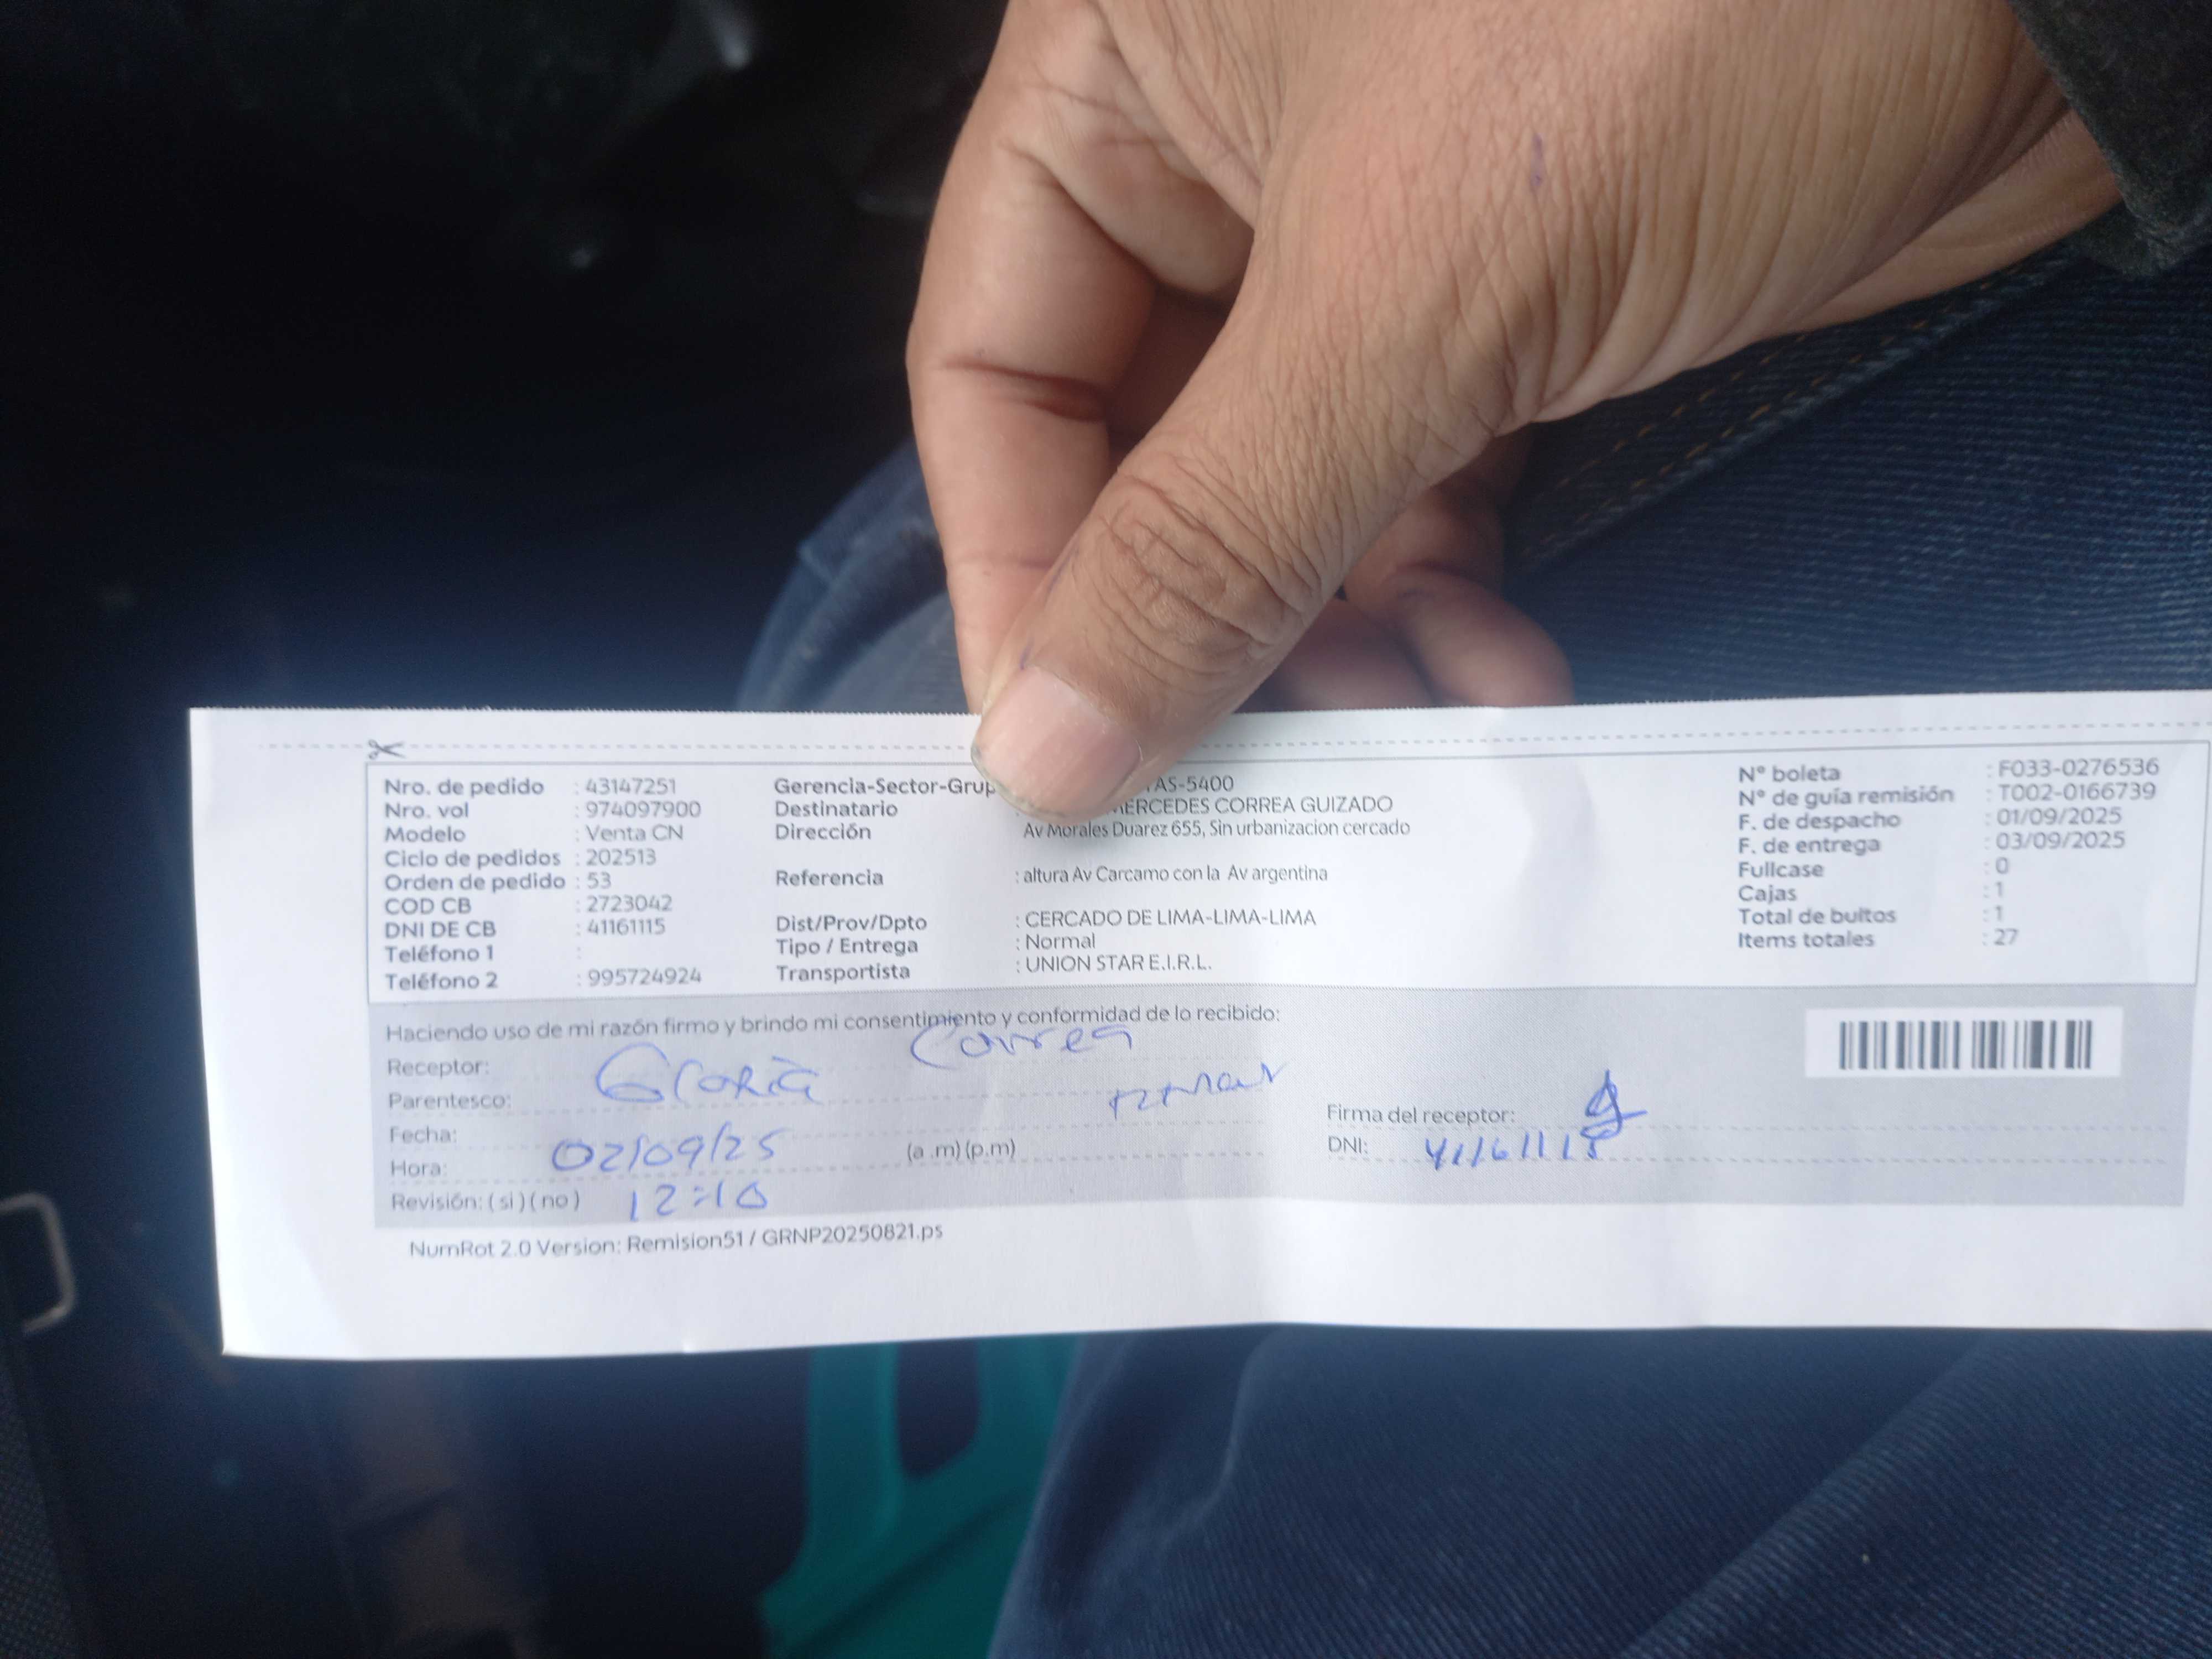 Nro. de pedido : 43147251
Nro. vol : 974097900
Modelo : Venta CN
Ciclo de pedidos : 202513
Orden de pedido : 53
COD CB : 2723042
DNI DE CB : 41161115
Teléfono 1 :
Teléfono 2 : 995724924
Gerencia-Sector-Grup AS-5400
Destinatario : MERCEDES CORREA GUIZADO
Dirección Av Morales Duarez 655, Sin urbanizacion cercado
Referencia : altura Av Carcamo con la Av argentina
Dist/Prov/Dpto : CERCADO DE LIMA-LIMA-LIMA
Tipo / Entrega : Normal
Transportista : UNION STAR E.I.R.L.
N° boleta : F033-0276536
N° de guía remisión : T002-0166739
F. de despacho : 01/09/2025
F. de entrega : 03/09/2025
Fullcase : 0
Cajas : 1
Total de bultos : 1
Items totales : 27
Haciendo uso de mi razón firmo y brindo mi consentimiento y conformidad de lo recibido:
Receptor: Gloria Correa
Parentesco:
Fecha: 02/09/25
Hora: 12:10 (a .m) (p.m)
Revisión: ( si ) ( no )
Firma del receptor:
DNI: 41161115
NumRot 2.0 Version: Remision51 / GRNP20250821.ps